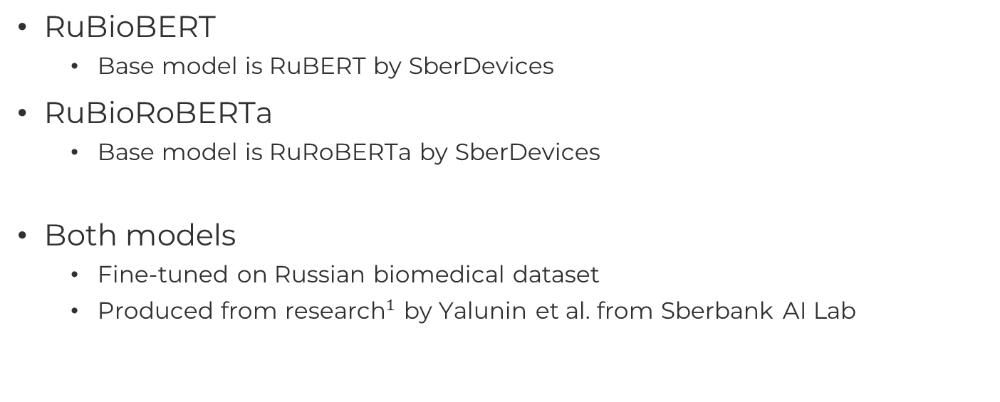 • RuBioBERT
• Base model is RuBERT by SberDevices
• RuBioRoBERTa
• Base model is RuRoBERTa by SberDevices
• Both models
• Fine-tuned on Russian biomedical dataset
• Produced from research¹ by Yalunin et al. from Sberbank AI Lab